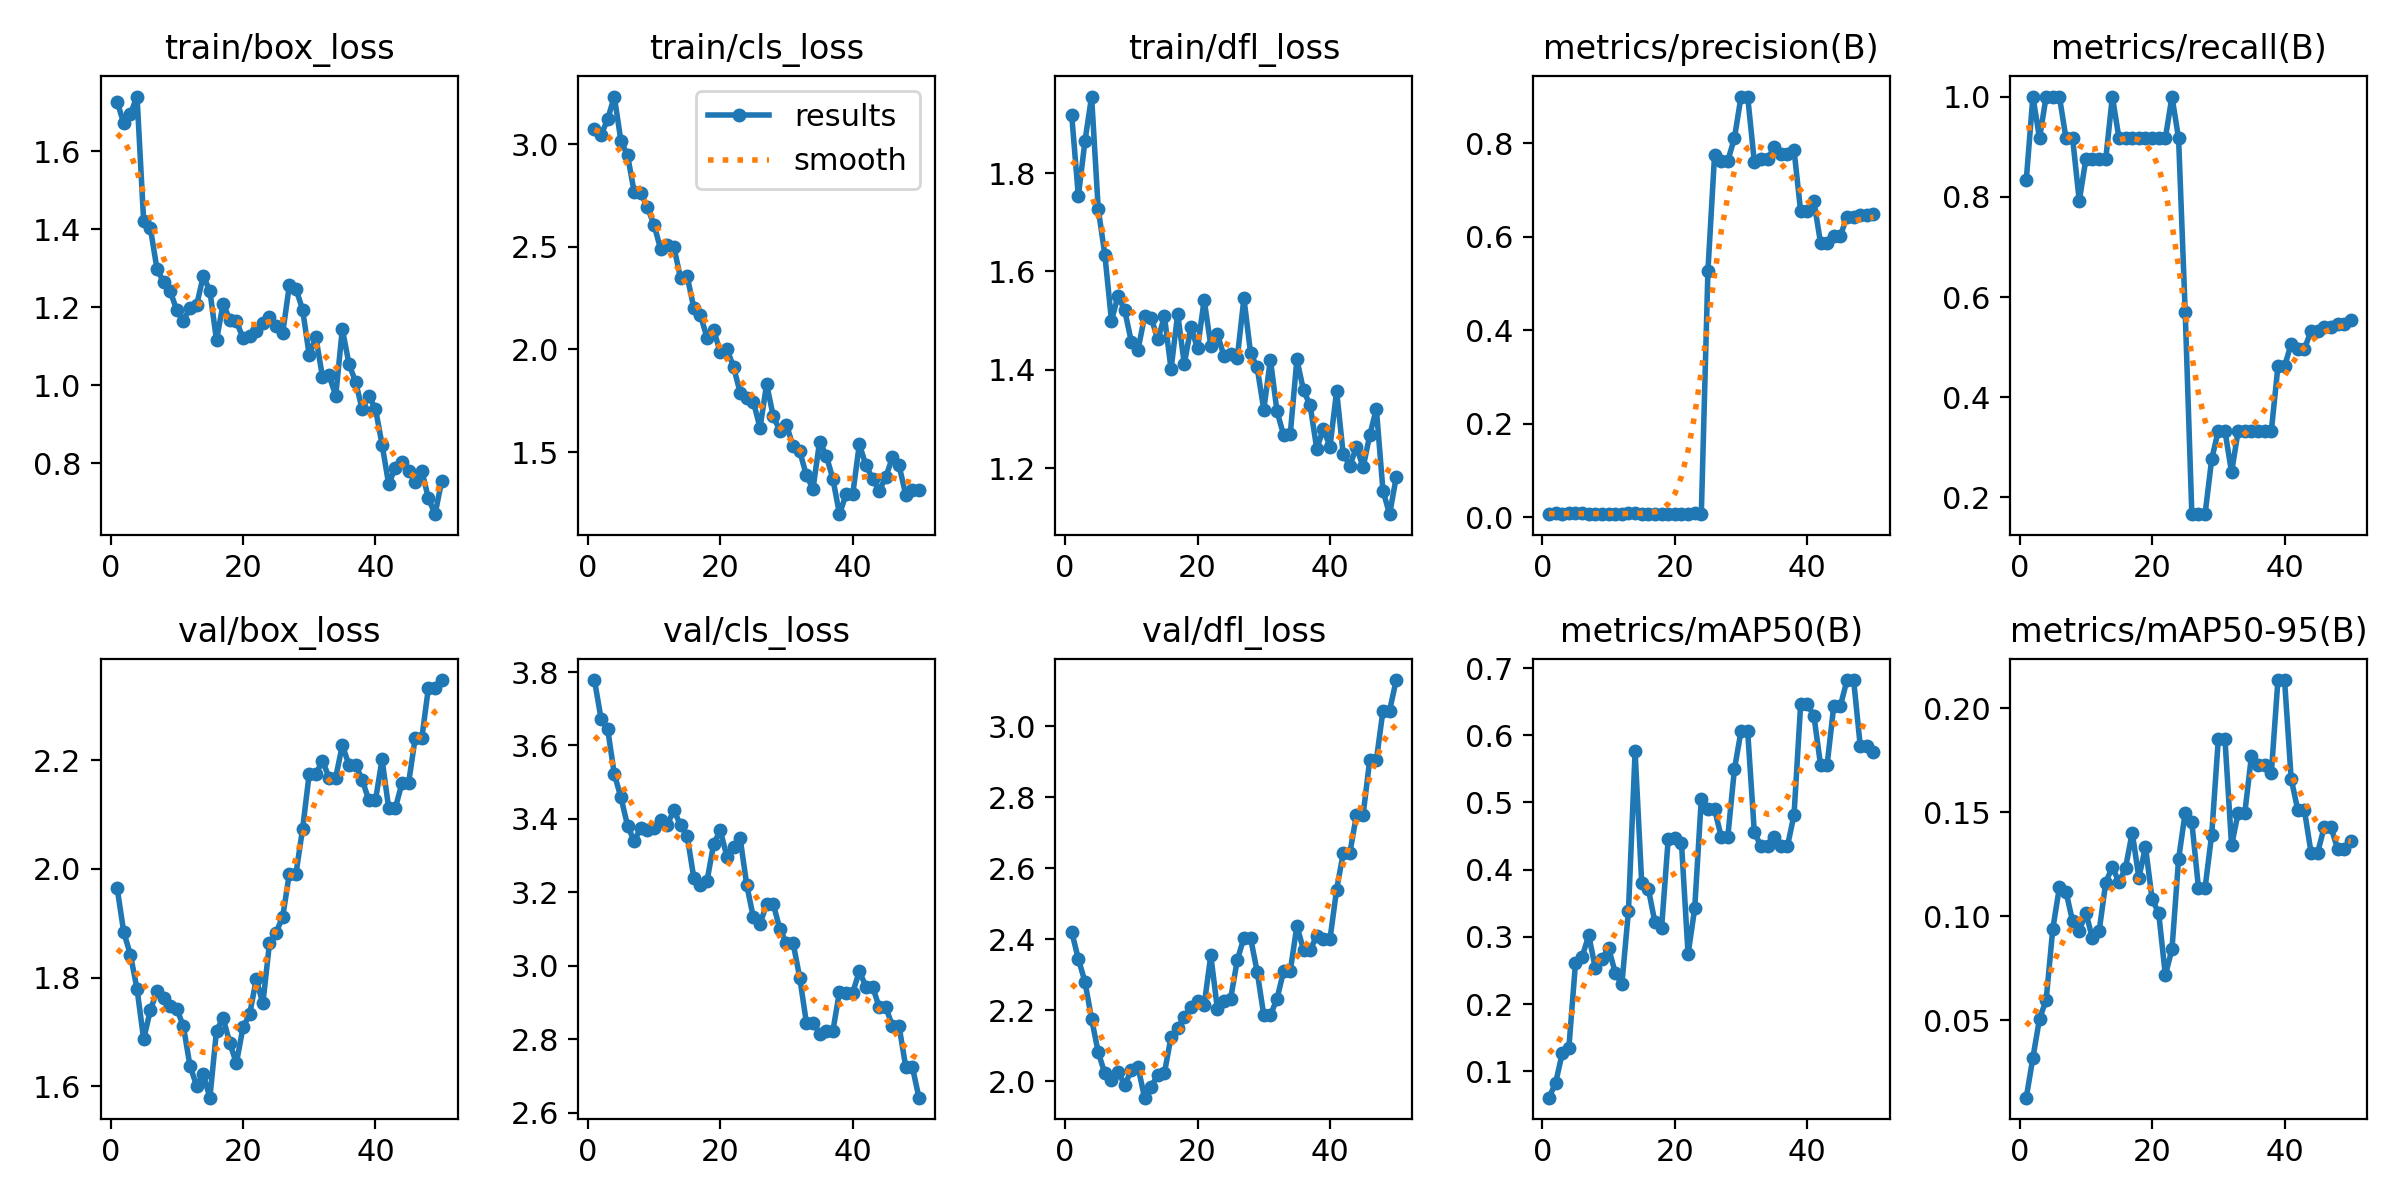 train/box_loss
1.6
1.4
1.2
1.0
0.8
0 20 40
train/cls_loss
results
smooth
3.0
2.5
2.0
1.5
0 20 40
train/dfl_loss
1.8
1.6
1.4
1.2
0 20 40
metrics/precision(B)
0.8
0.6
0.4
0.2
0.0
0 20 40
metrics/recall(B)
1.0
0.8
0.6
0.4
0.2
0 20 40
val/box_loss
2.2
2.0
1.8
1.6
0 20 40
val/cls_loss
3.8
3.6
3.4
3.2
3.0
2.8
2.6
0 20 40
val/dfl_loss
3.0
2.8
2.6
2.4
2.2
2.0
0 20 40
metrics/mAP50(B)
0.7
0.6
0.5
0.4
0.3
0.2
0.1
0 20 40
metrics/mAP50-95(B)
0.20
0.15
0.10
0.05
0 20 40